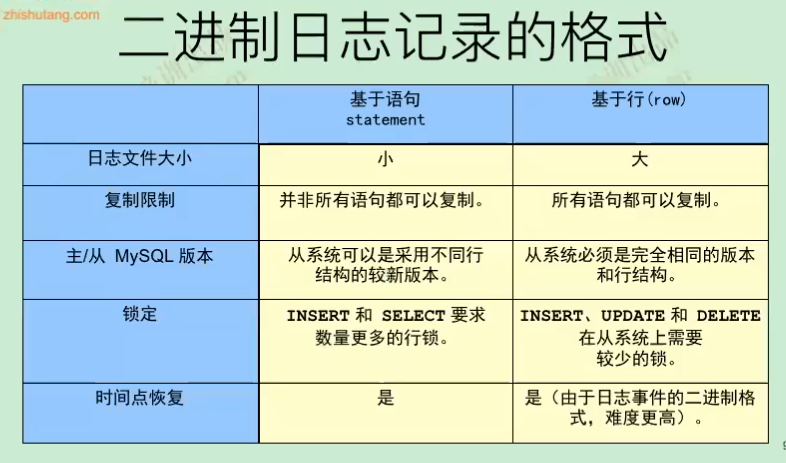 zhishutang.com
二进制日志记录的格式
基于语句
statement
基于行(row)
日志文件大小
小
大
复制限制
并非所有语句都可以复制。
所有语句都可以复制。
主/从 MySQL 版本
从系统可以是采用不同行
结构的较新版本。
从系统必须是完全相同的版本
和行结构。
锁定
INSERT 和 SELECT 要求
数量更多的行锁。
INSERT、UPDATE 和 DELETE
在从系统上需要
较少的锁。
时间点恢复
是
是（由于日志事件的二进制格
式，难度更高）。